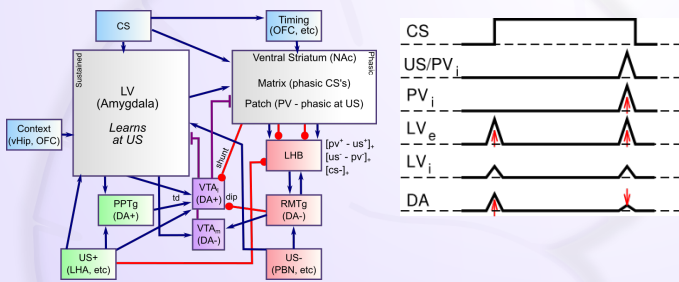 CS
Timing
(OFC, etc)
Sustained
LV
(Amygdala)
Learns
at US
Phasic
Ventral Striatum (NAc)
Matrix (phasic CS's)
Patch (PV - phasic at US)
Context
(vHip, OFC)
shunt
LHB
[pv⁺ - us⁺]₊
[us⁻ - pv⁻]₊
[cs-]₊
PPTg
(DA+)
td
VTAₗ
(DA+)
dip
RMTg
(DA-)
VTAₘ
(DA-)
US+
(LHA, etc)
US-
(PBN, etc)
CS
US/PVᵢ
PVᵢ
LVₑ
LVᵢ
DA